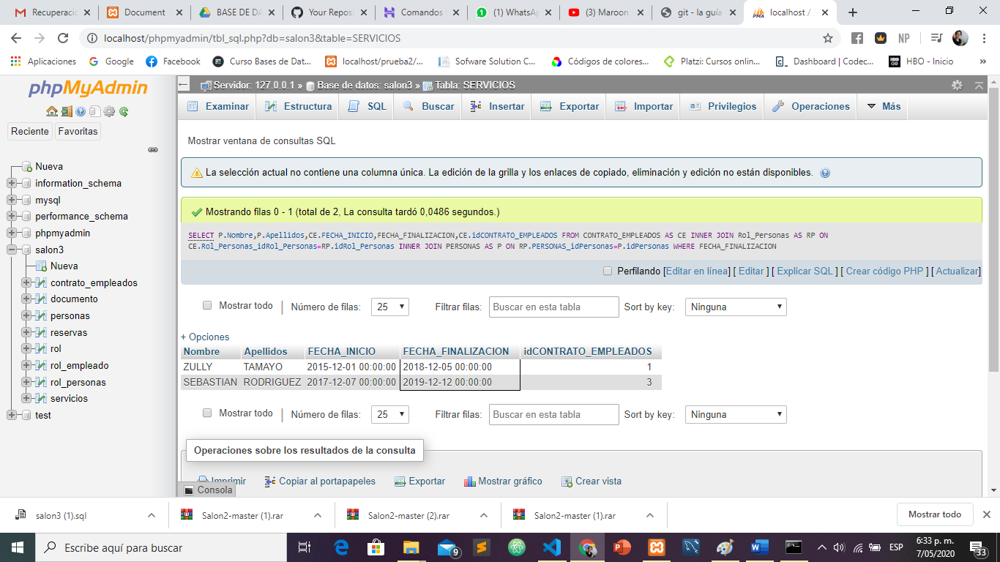 Recuperació
Document
BASE DE DA
Your Repos
Comandos
(1) WhatsA
(3) Maroon
git - la guía
localhost /
localhost/phpmyadmin/tbl_sql.php?db=salon3&table=SERVICIOS
NP
Aplicaciones
Google
Facebook
Curso Bases de Dat...
localhost/prueba2/...
Sofware Solution C...
Códigos de colores...
Platzi: Cursos onlin...
Dashboard | Codec...
HBO - Inicio
»
phpMyAdmin
Reciente
Favoritas
Nueva
information_schema
mysql
performance_schema
phpmyadmin
salon3
Nueva
contrato_empleados
documento
personas
reservas
rol
rol_empleado
rol_personas
servicios
test
Servidor: 127.0.0.1 » Base de datos: salon3 » Tabla: SERVICIOS
Examinar
Estructura
SQL
Buscar
Insertar
Exportar
Importar
Privilegios
Operaciones
Más
Mostrar ventana de consultas SQL
La selección actual no contiene una columna única. La edición de la grilla y los enlaces de copiado, eliminación y edición no están disponibles.
Mostrando filas 0 - 1 (total de 2, La consulta tardó 0,0486 segundos.)
SELECT P.Nombre,P.Apellidos,CE.FECHA_INICIO,FECHA_FINALIZACION,CE.idCONTRATO_EMPLEADOS FROM CONTRATO_EMPLEADOS AS CE INNER JOIN Rol_Personas AS RP ON
CE.Rol_Personas_idRol_Personas=RP.idRol_Personas INNER JOIN PERSONAS AS P ON RP.PERSONAS_idPersonas=P.idPersonas WHERE FECHA_FINALIZACION
Perfilando [Editar en línea] [ Editar ] [ Explicar SQL ] [ Crear código PHP ] [ Actualizar]
Mostrar todo | Número de filas: 25 Filtrar filas: Buscar en esta tabla Sort by key: Ninguna
+ Opciones
Nombre Apellidos FECHA_INICIO FECHA_FINALIZACION idCONTRATO_EMPLEADOS
ZULLY TAMAYO 2015-12-01 00:00:00 2018-12-05 00:00:00 1
SEBASTIAN RODRIGUEZ 2017-12-07 00:00:00 2019-12-12 00:00:00 3
Mostrar todo | Número de filas: 25 Filtrar filas: Buscar en esta tabla Sort by key: Ninguna
Operaciones sobre los resultados de la consulta
Imprimir
Copiar al portapapeles
Exportar
Mostrar gráfico
Crear vista
Consola
salon3 (1).sql
Salon2-master (1).rar
Salon2-master (2).rar
Salon2-master (1).rar
Mostrar todo
Escribe aquí para buscar
9
ESP
6:33 p. m.
7/05/2020
33